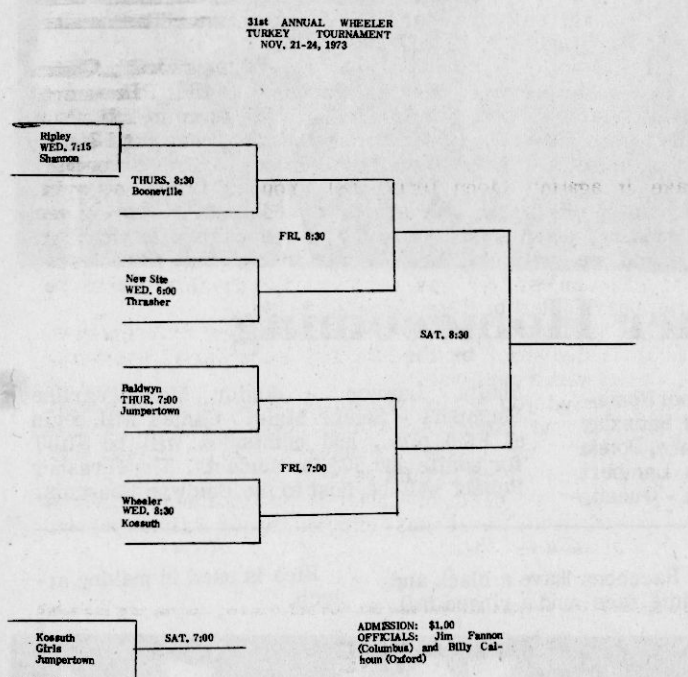 31st ANNUAL WHEELER
TURKEY TOURNAMENT
NOV. 21-24, 1973
Ripley
WED. 7:15
Shannon
THURS. 8:30
Booneville
FRI. 8:30
New Site
WED. 6:00
Thrasher
SAT. 8:30
Baldwyn
THUR. 7:00
Jumpertown
FRI. 7:00
Wheeler
WED. 8:30
Kossuth
Kossuth
Girls
Jumpertown
SAT. 7:00
ADMISSION: $1.00
OFFICIALS: Jim Fannon
(Columbus) and Billy Cal-
houn (Oxford)